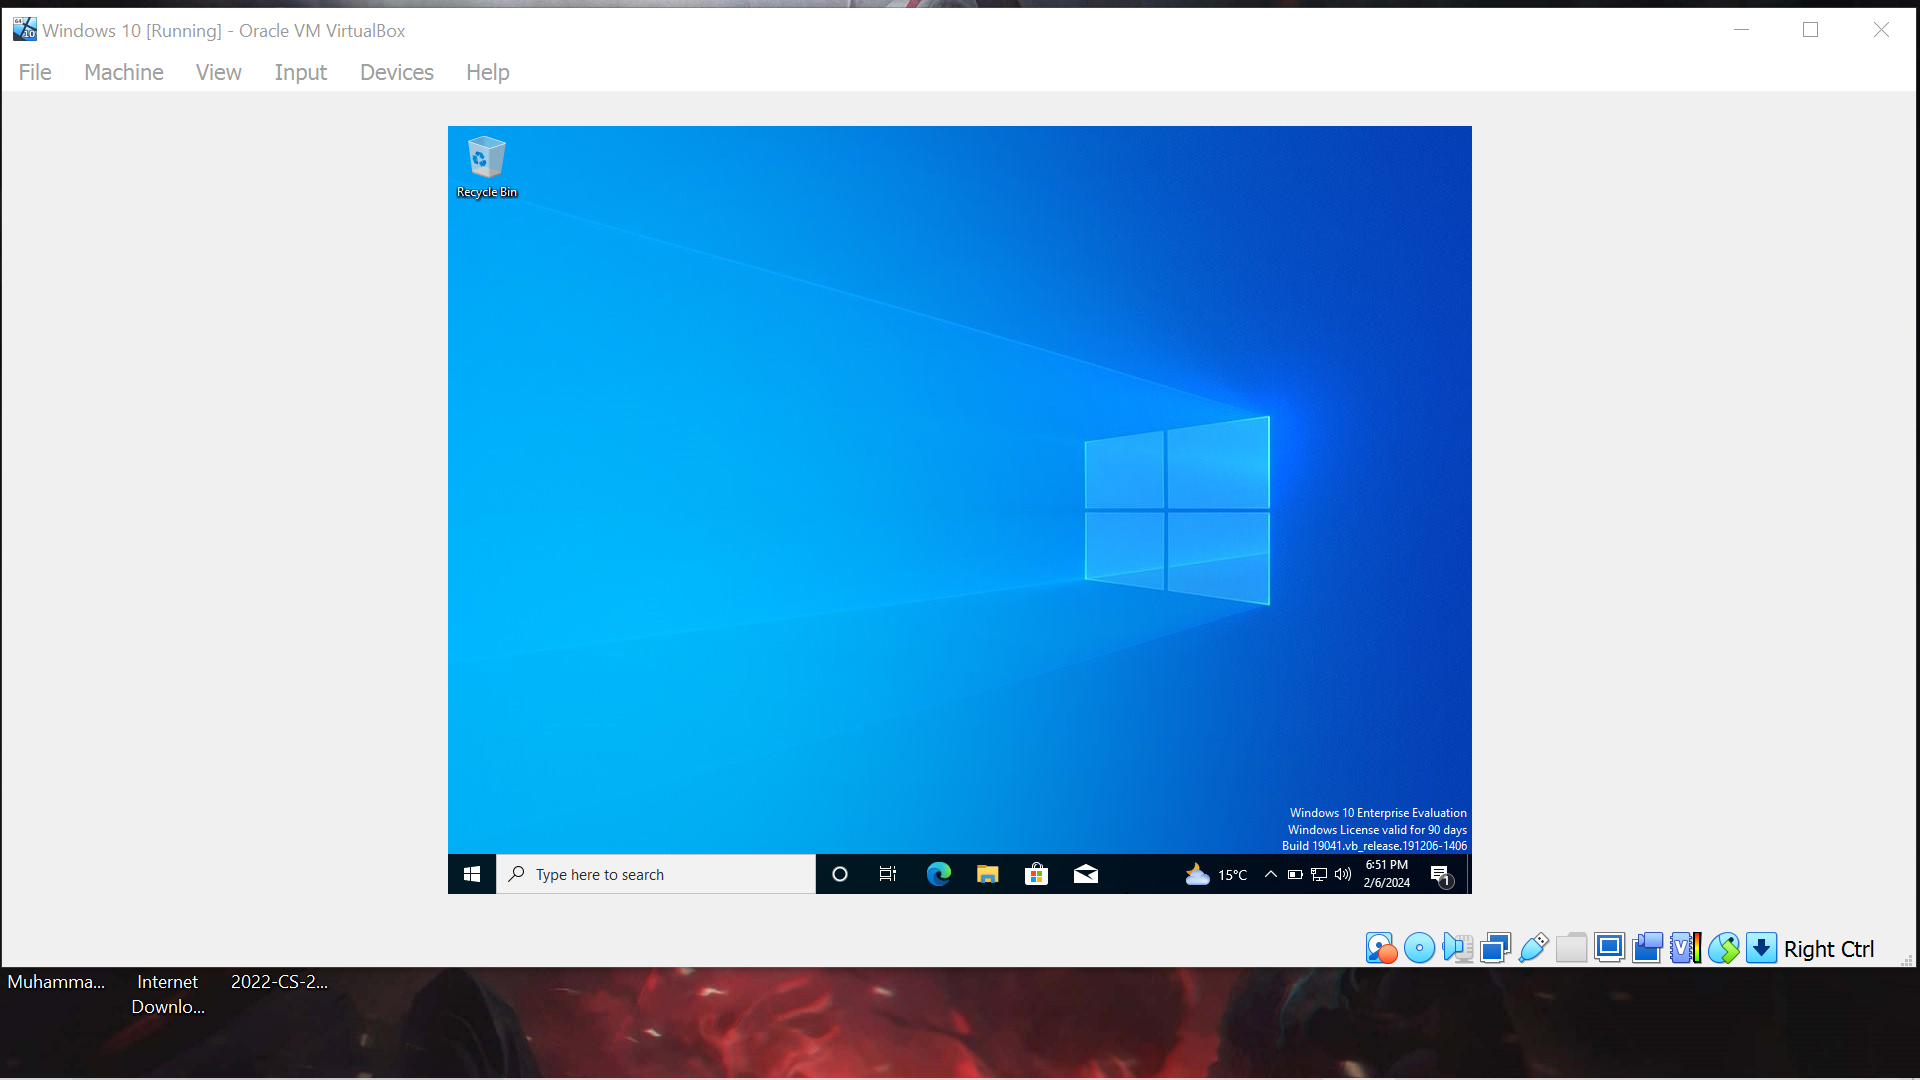 Windows 10 [Running] - Oracle VM VirtualBox
File Machine View Input Devices Help
Recycle Bin
Windows 10 Enterprise Evaluation
Windows License valid for 90 days
Build 19041.vb_release.191206-1406
Type here to search
15°C
6:51 PM
2/6/2024
1
Right Ctrl
Muhamma...
Internet
Downlo...
2022-CS-2...